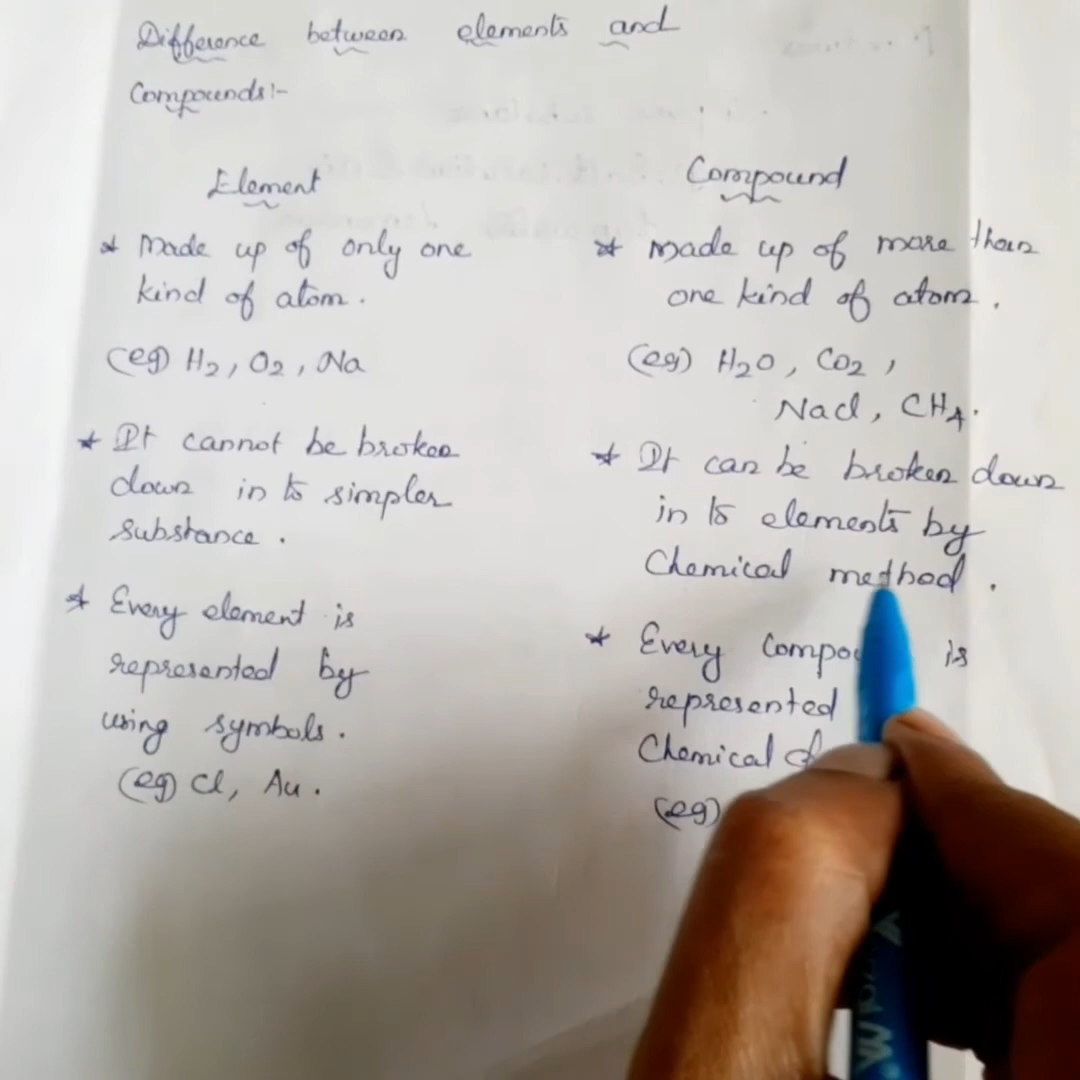 Difference between elements and
Compounds:-
Element
* Made up of only one
kind of atom.
(eg) H2, O2, Na
* It cannot be broken
down in to simpler
substance.
* Every element is
represented by
using symbols.
(eg) Cl, Au.
Compound
* made up of more than
one kind of atom.
(eg) H2O, CO2,
NaCl, CH4.
* It can be broken down
in to elements by
Chemical method.
* Every is
represented
Chemical
(eg)